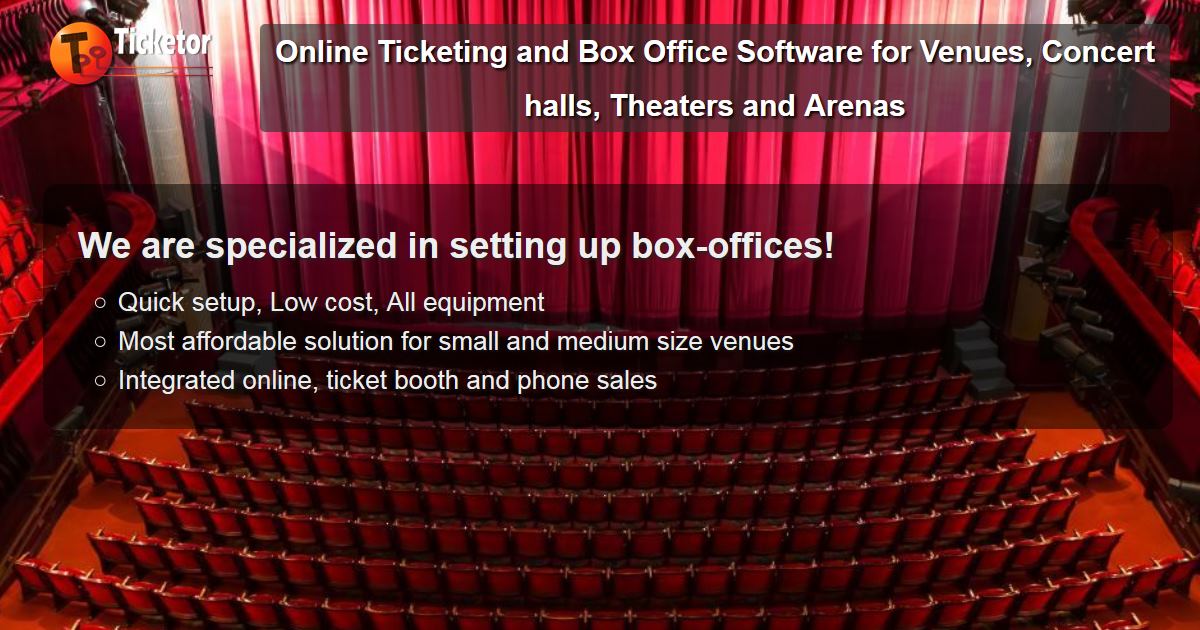 Ticketor
Online Ticketing and Box Office Software for Venues, Concert
halls, Theaters and Arenas
We are specialized in setting up box-offices!
Quick setup, Low cost, All equipment
Most affordable solution for small and medium size venues
Integrated online, ticket booth and phone sales